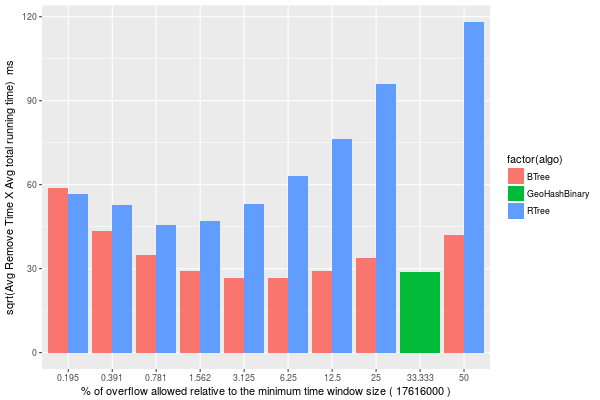 sqrt(Avg Remove Time X Avg total running time)  ms
120
90
60
30
0
0.195 0.391 0.781 1.562 3.125 6.25 12.5 25 33.333 50
% of overflow allowed relative to the minimum time window size ( 17616000 )
factor(algo)
BTree
GeoHashBinary
RTree